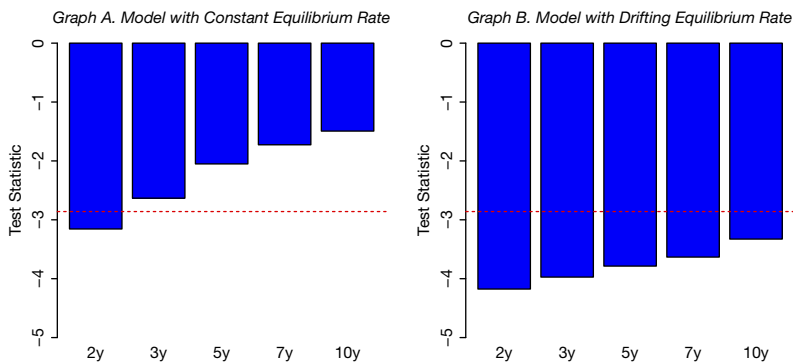 Graph A. Model with Constant Equilibrium Rate
Test Statistic
0
−1
−2
−3
−4
−5
2y 3y 5y 7y 10y
Graph B. Model with Drifting Equilibrium Rate
Test Statistic
0
−1
−2
−3
−4
−5
2y 3y 5y 7y 10y